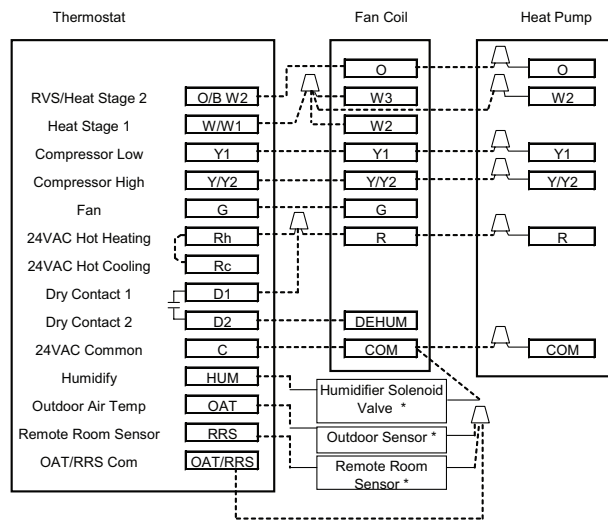 Thermostat Fan Coil Heat Pump
O O
RVS/Heat Stage 2 O/B W2 W3 W2
Heat Stage 1 W/W1 W2
Compressor Low Y1 Y1 Y1
Compressor High Y/Y2 Y/Y2 Y/Y2
Fan G G
24VAC Hot Heating Rh R R
24VAC Hot Cooling Rc
Dry Contact 1 D1
Dry Contact 2 D2 DEHUM
24VAC Common C COM COM
Humidify HUM
Humidifier Solenoid
Valve *
Outdoor Air Temp OAT
Outdoor Sensor *
Remote Room Sensor RRS
Remote Room
Sensor *
OAT/RRS Com OAT/RRS